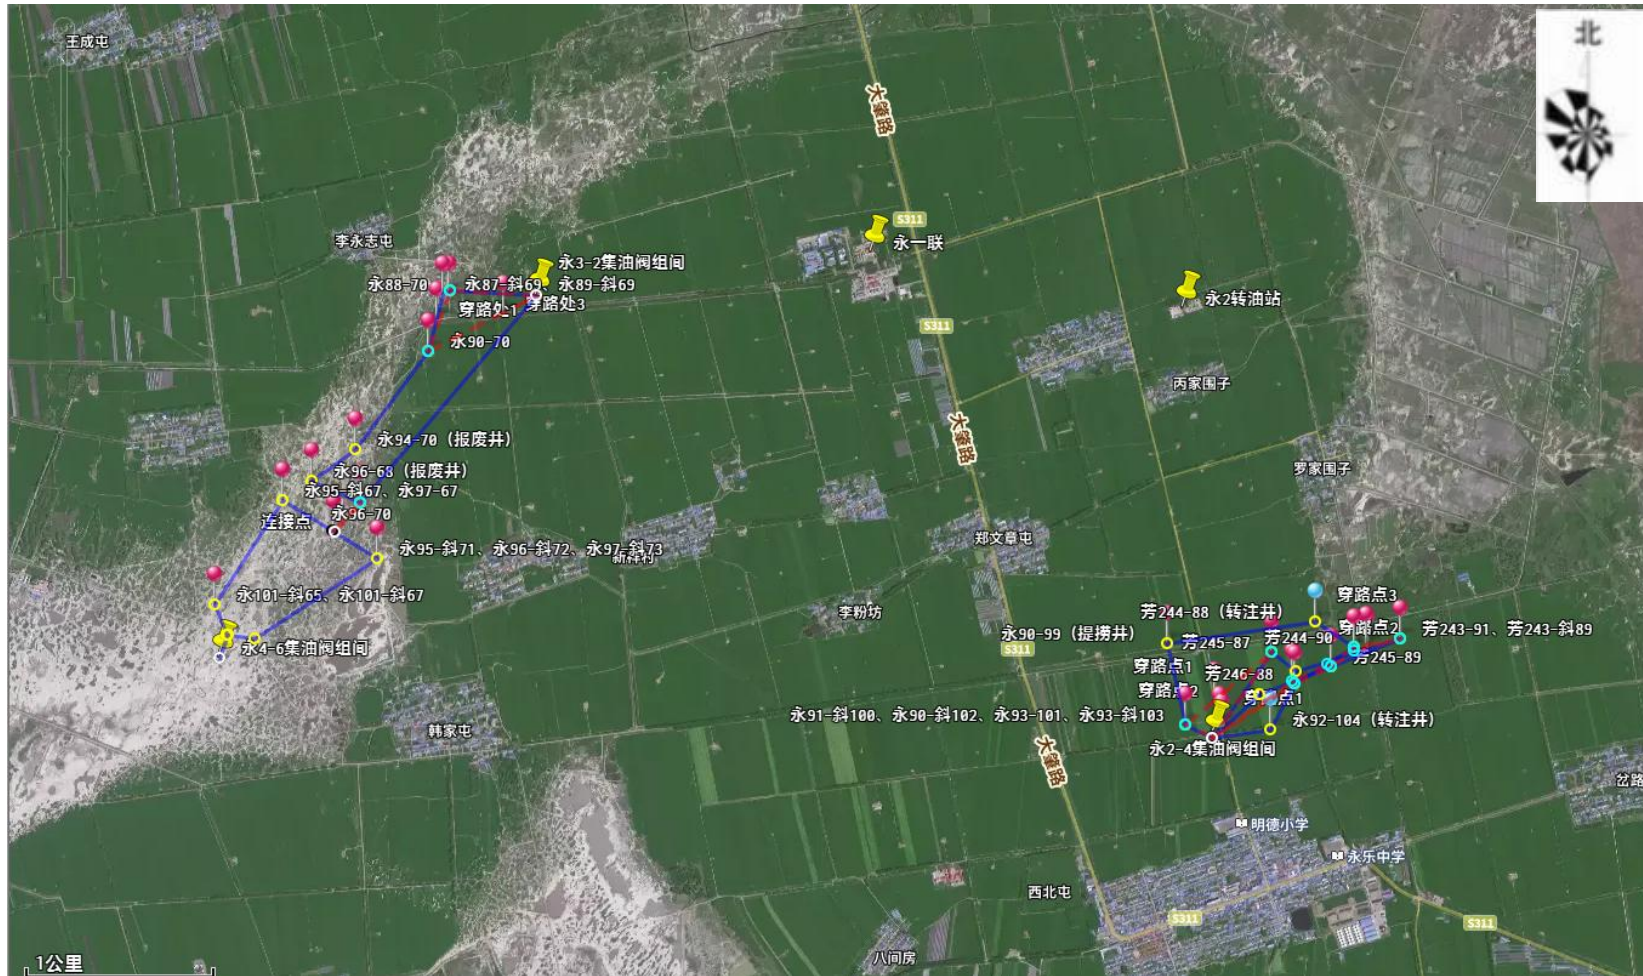 北
王成屯
大肇路
李永志屯
S311
永一联
永3-2集油阀组间
永88-70
永87-斜69、永89-斜69
穿路处1
穿路处3
永2转油站
S311
永90-70
丙家围子
大肇路
永94-70（报废井）
永96-68（报废井）
永95-斜67、永97-67
永96-70
连接点
罗家围子
郑文章屯
永95-斜71、永96-斜72、永97-斜73
永101-斜65、永101-斜67
李粉坊
穿路点3
芳244-88（转注井）
永90-99（提捞井）
穿路点2
芳243-91、芳243-斜89
芳245-87
芳244-90
S311
芳245-89
永4-6集油阀组间
穿路点1
芳246-88
穿路点2
穿路点1
永91-斜100、永90-斜102、永93-101、永93-斜103
永92-104（转注井）
韩家屯
永2-4集油阀组间
大肇路
岔路
明德小学
永乐中学
西北屯
S311
S311
八间房
1公里